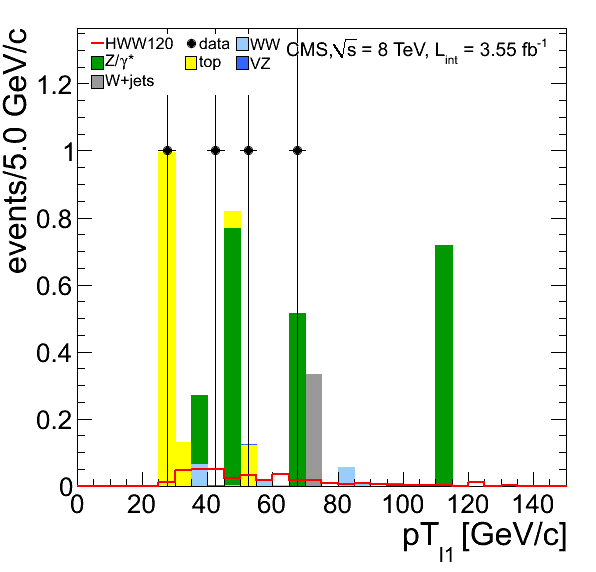 HWW120 data WW
Z/γ* top VZ
W+jets
CMS,√s = 8 TeV, L_int = 3.55 fb⁻¹
events/5.0 GeV/c
1.2
1
0.8
0.6
0.4
0.2
0
0 20 40 60 80 100 120 140
pT_l1 [GeV/c]